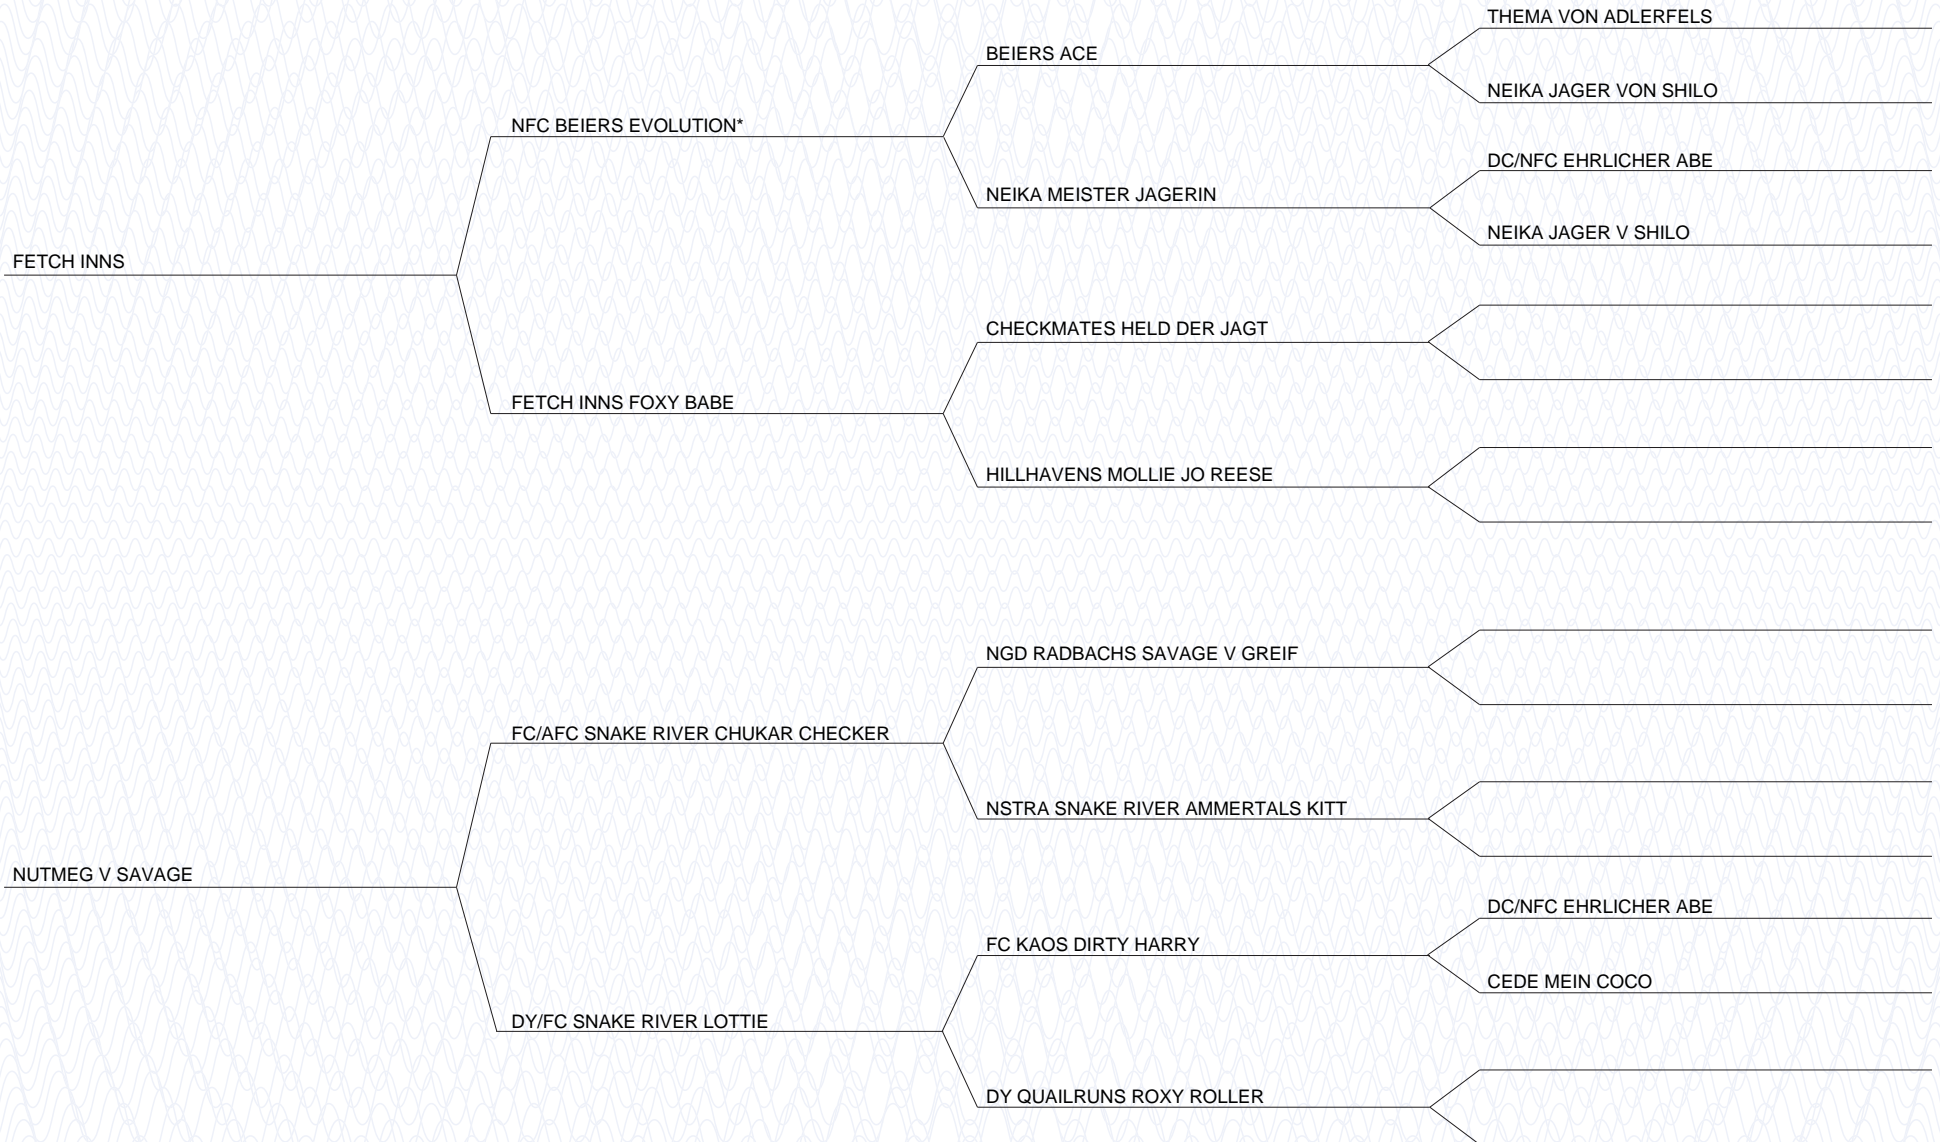 THEMA VON ADLERFELS
BEIERS ACE
NEIKA JAGER VON SHILO
NFC BEIERS EVOLUTION*
DC/NFC EHRLICHER ABE
NEIKA MEISTER JAGERIN
NEIKA JAGER V SHILO
FETCH INNS
CHECKMATES HELD DER JAGT
FETCH INNS FOXY BABE
HILLHAVENS MOLLIE JO REESE
NGD RADBACHS SAVAGE V GREIF
FC/AFC SNAKE RIVER CHUKAR CHECKER
NSTRA SNAKE RIVER AMMERTALS KITT
NUTMEG V SAVAGE
DC/NFC EHRLICHER ABE
FC KAOS DIRTY HARRY
CEDE MEIN COCO
DY/FC SNAKE RIVER LOTTIE
DY QUAILRUNS ROXY ROLLER